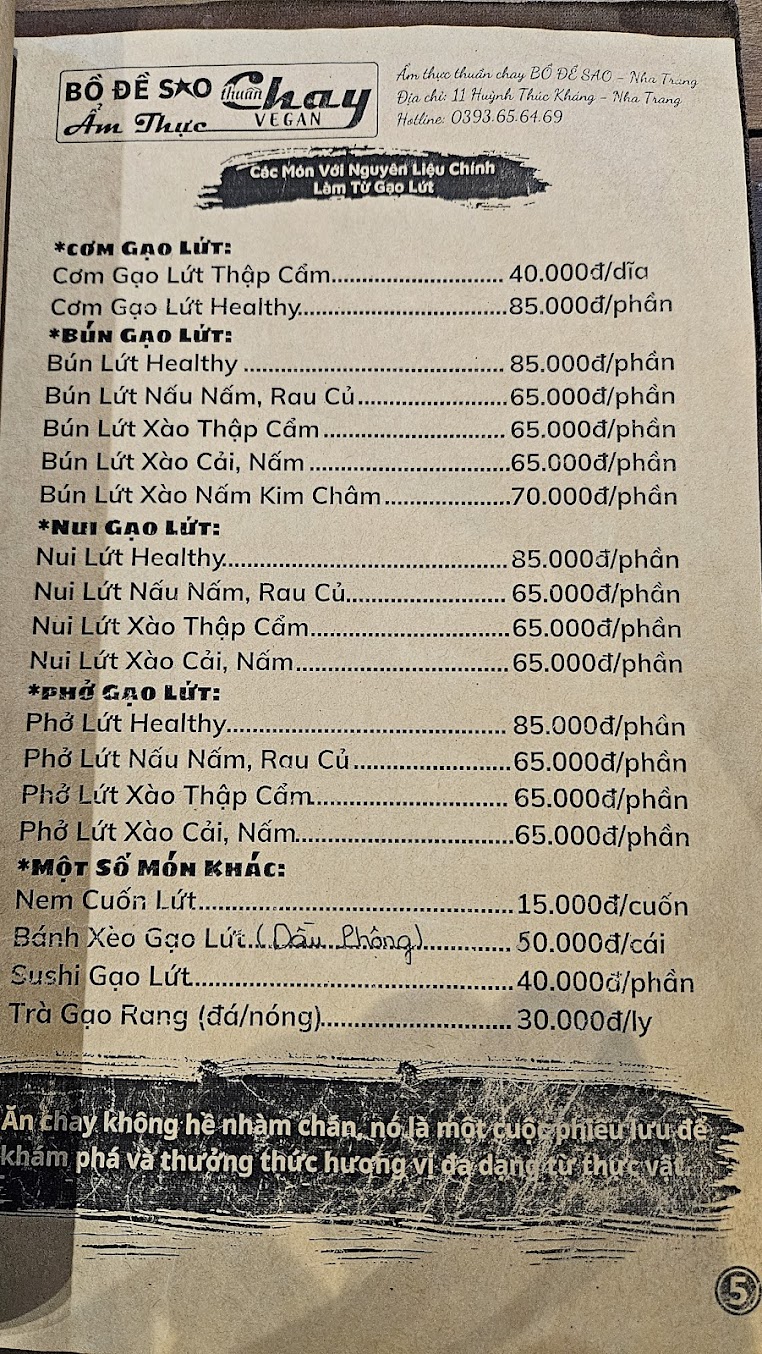 BỒ ĐỀ SAO thuần Chay
Ẩm Thực VEGAN
Ẩm thực thuần chay BỒ ĐỀ SAO – Nha Trang
Địa chỉ: 11 Huỳnh Thúc Kháng – Nha Trang
Hotline: 0393.65.64.69
Các Món Với Nguyên Liệu Chính
Làm Từ Gạo Lứt
*CƠM GẠO LỨT:
Cơm Gạo Lứt Thập Cẩm............................ 40.000đ/dĩa
Cơm Gạo Lứt Healthy.................................85.000đ/phần
*BÚN GẠO LỨT:
Bún Lứt Healthy ......................................... 85.000đ/phần
Bún Lứt Nấu Nấm, Rau Củ........................65.000đ/phần
Bún Lứt Xào Thập Cẩm ............................. 65.000đ/phần
Bún Lứt Xào Cải, Nấm ................................65.000đ/phần
Bún Lứt Xào Nấm Kim Châm....................70.000đ/phần
*NUI GẠO LỨT:
Nui Lứt Healthy.............................................85.000đ/phần
Nui Lứt Nấu Nấm, Rau Củ......................... 65.000đ/phần
Nui Lứt Xào Thập Cẩm................................65.000đ/phần
Nui Lứt Xào Cải, Nấm..................................65.000đ/phần
*PHỞ GẠO LỨT:
Phở Lứt Healthy............................................ 85.000đ/phần
Phở Lứt Nấu Nấm, Rau Củ.........................65.000đ/phần
Phở Lứt Xào Thập Cẩm............................... 65.000đ/phần
Phở Lứt Xào Cải, Nấm..................................65.000đ/phần
*MỘT SỐ MÓN KHÁC:
Nem Cuốn Lứt.................................................15.000đ/cuốn
Bánh Xèo Gạo Lứt...(Dầu Phộng).............. 50.000đ/cái
Sushi Gạo Lứt.................................................. 40.000đ/phần
Trà Gạo Rang (đá/nóng).............................. 30.000đ/ly
Ăn chay không hề nhàm chán, nó là một cuộc phiêu lưu để
khám phá và thưởng thức hương vị đa dạng từ thực vật.
5